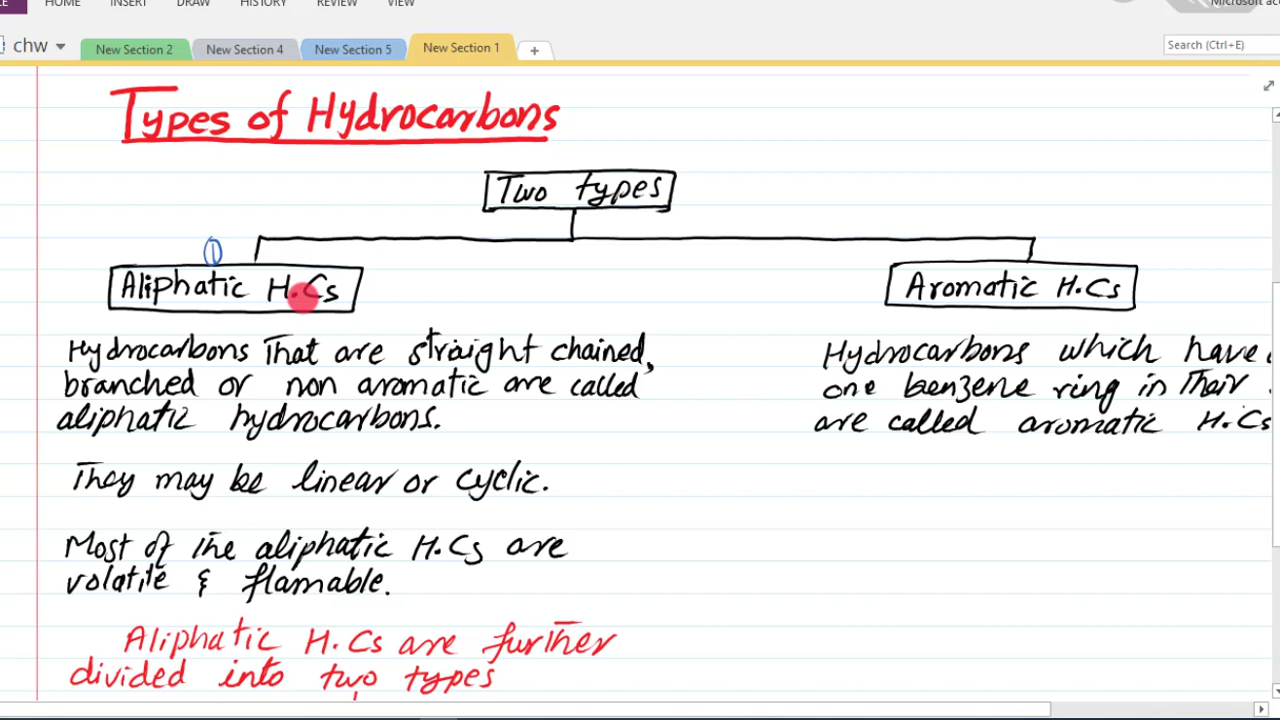 HOME INSERT DRAW HISTORY REVIEW VIEW
chw New Section 2 New Section 4 New Section 5 New Section 1 + Search (Ctrl+E)
Types of Hydrocarbons
Two types
①
Aliphatic H.Cs
Aromatic H.Cs
Hydrocarbons That are straight chained,
branched or non aromatic are called
aliphatic hydrocarbons.
They may be linear or cyclic.
Most of the aliphatic H.Cs are
volatile & flamable.
Aliphatic H.Cs are further
divided into two types
Hydrocarbons which have
one benzene ring in Their
are called aromatic H.Cs